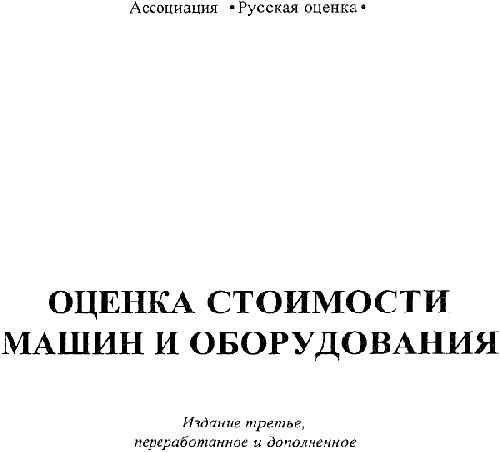 Ассоциация •Русская оценка•
ОЦЕНКА СТОИМОСТИ
МАШИН И ОБОРУДОВАНИЯ
Издание третье,
переработанное и дополненное